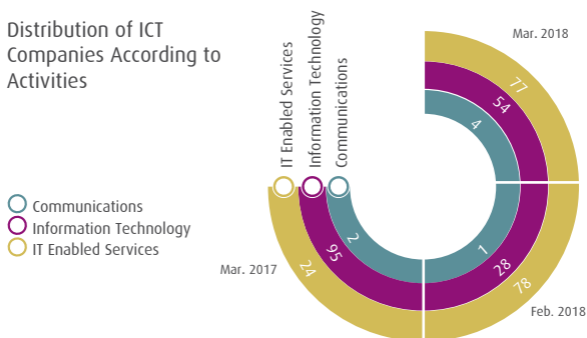 Distribution of ICT
Companies According to
Activities
IT Enabled Services
Information Technology
Communications
Mar. 2018
77
54
4
Communications
Information Technology
IT Enabled Services
Mar. 2017
2
95
24
1
28
78
Feb. 2018